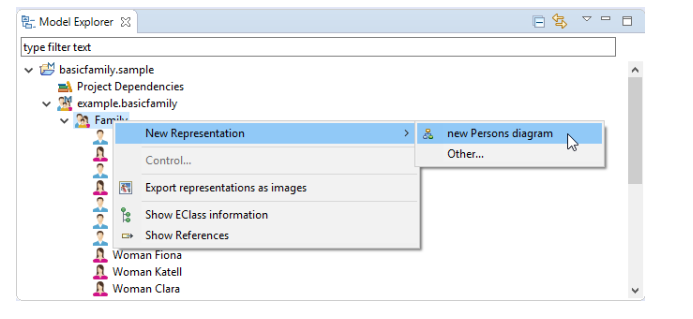 Model Explorer
type filter text
basicfamily.sample
Project Dependencies
example.basicfamily
Family
New Representation
new Persons diagram
Control...
Other...
Export representations as images
Show EClass information
Show References
Woman Fiona
Woman Katell
Woman Clara